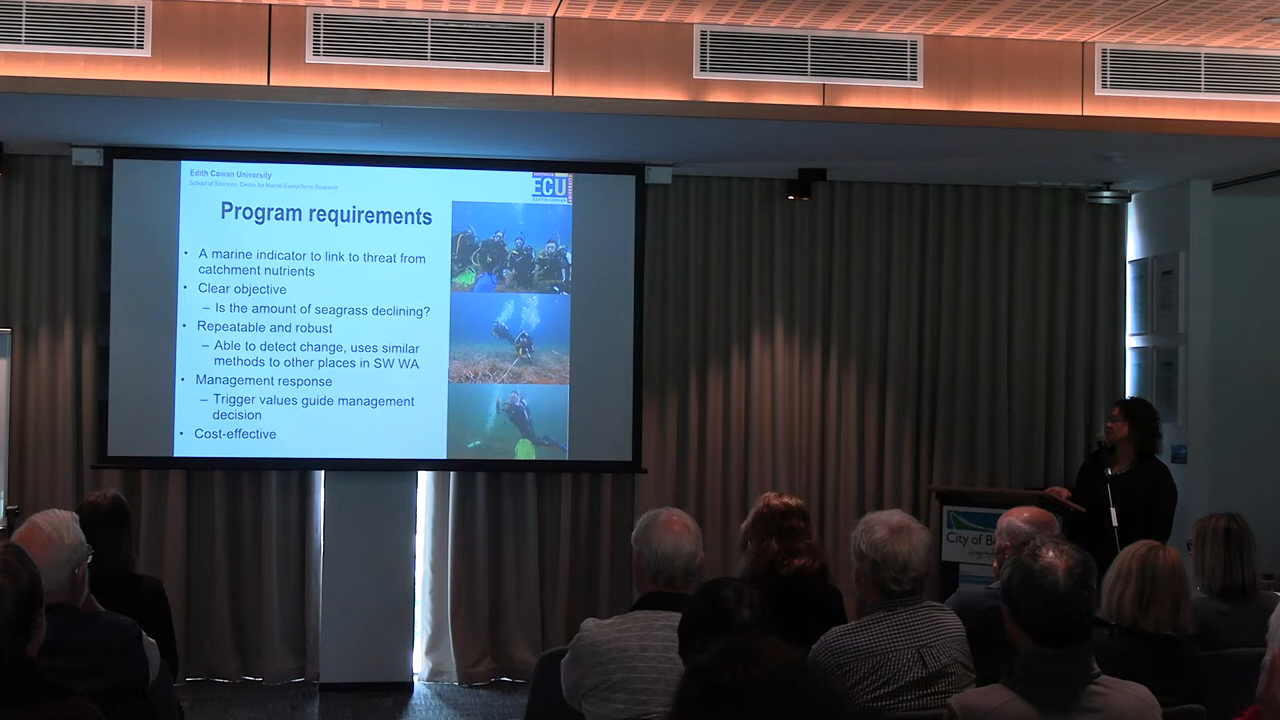 Edith Cowan University
School of Sciences, Centre for Marine Ecosystems Research
ECU
EDITH COWAN
Program requirements
• A marine indicator to link to threat from
catchment nutrients
• Clear objective
– Is the amount of seagrass declining?
• Repeatable and robust
– Able to detect change, uses similar
methods to other places in SW WA
• Management response
– Trigger values guide management
decision
• Cost-effective
City of B